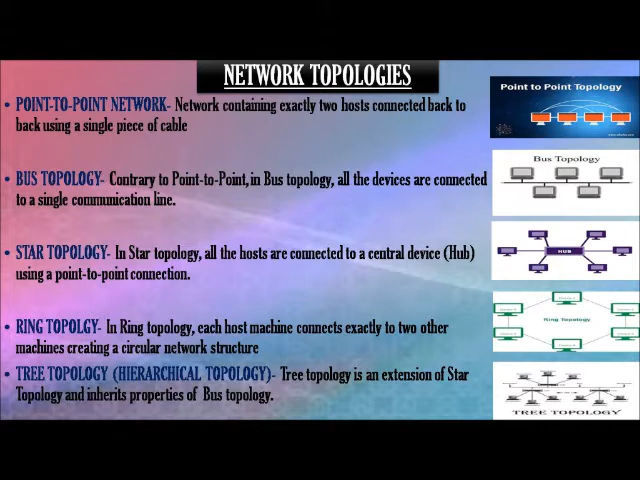 NETWORK TOPOLOGIES
• POINT-TO-POINT NETWORK- Network containing exactly two hosts connected back to
back using a single piece of cable
Point to Point Topology
• BUS TOPOLOGY- Contrary to Point-to-Point, in Bus topology, all the devices are connected
to a single communication line.
Bus Topology
• STAR TOPOLOGY- In Star topology, all the hosts are connected to a central device (Hub)
using a point-to-point connection.
HUB
• RING TOPOLGY- In Ring topology, each host machine connects exactly to two other
machines creating a circular network structure
Ring Topology
• TREE TOPOLOGY (HIERARCHICAL TOPOLOGY)- Tree topology is an extension of Star
Topology and inherits properties of Bus topology.
TREE TOPOLOGY